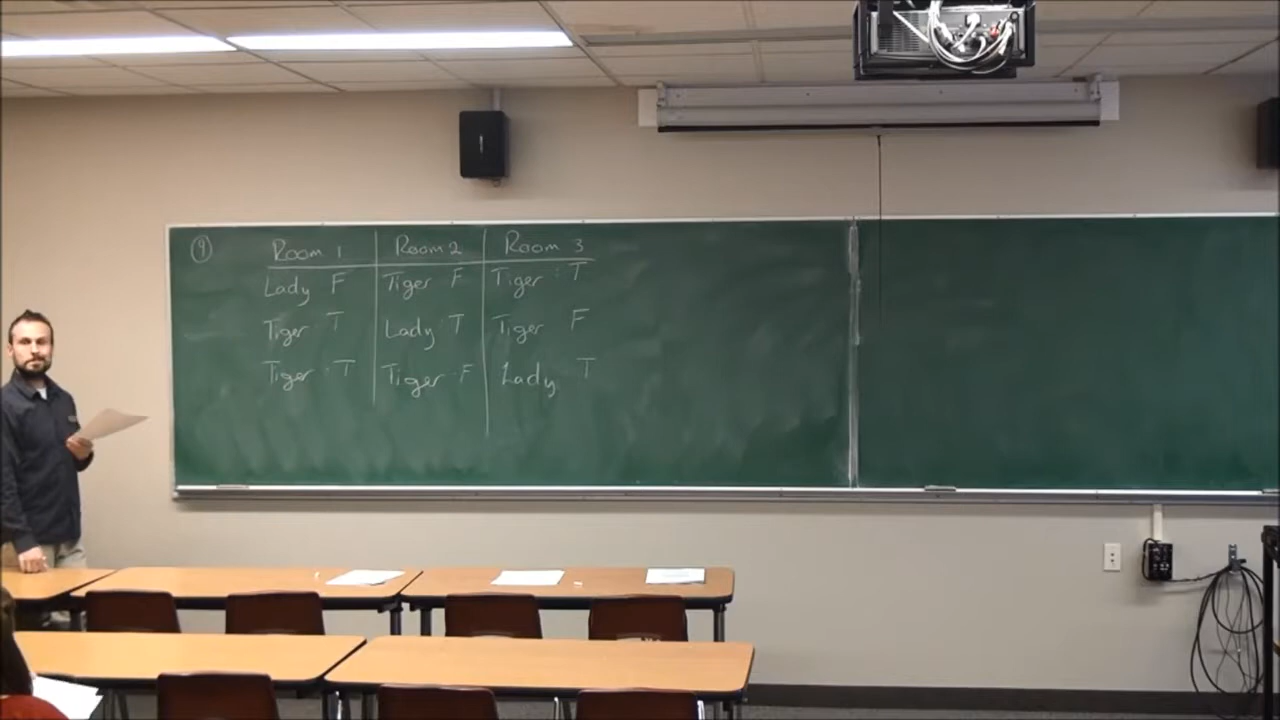 9 Room 1 Room 2 Room 3
Lady F Tiger F Tiger : T
Tiger T Lady T Tiger F
Tiger . T Tiger . F Lady T